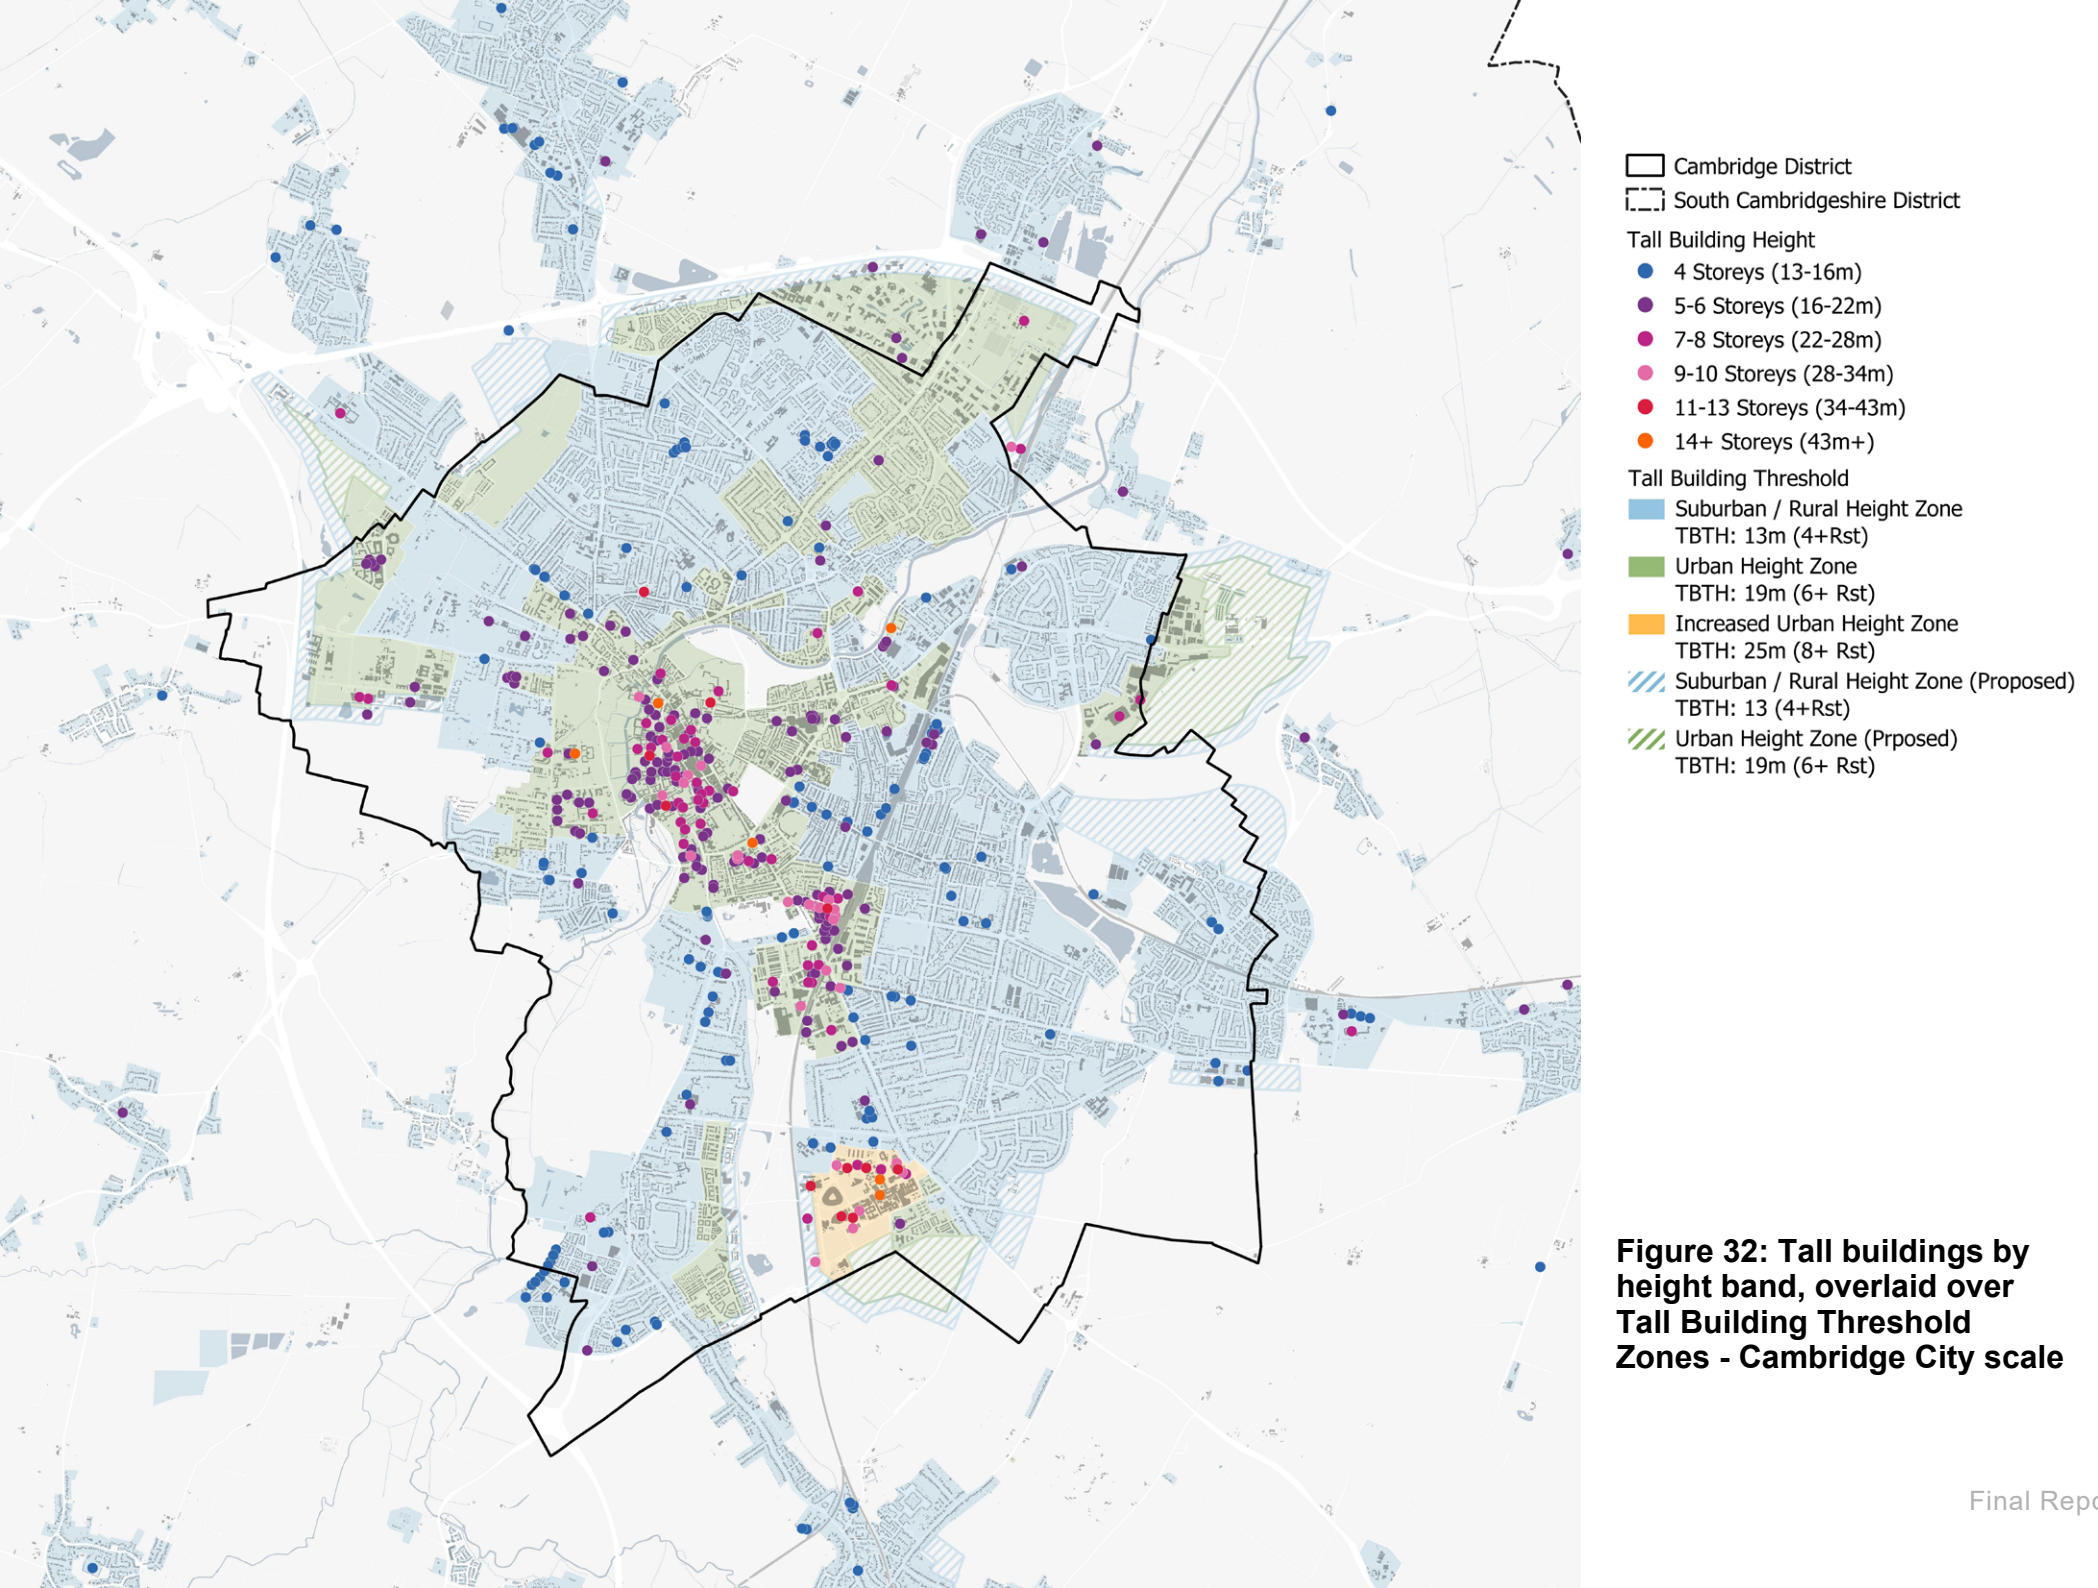 Cambridge District
South Cambridgeshire District
Tall Building Height
4 Storeys (13-16m)
5-6 Storeys (16-22m)
7-8 Storeys (22-28m)
9-10 Storeys (28-34m)
11-13 Storeys (34-43m)
14+ Storeys (43m+)
Tall Building Threshold
Suburban / Rural Height Zone
TBTH: 13m (4+Rst)
Urban Height Zone
TBTH: 19m (6+ Rst)
Increased Urban Height Zone
TBTH: 25m (8+ Rst)
Suburban / Rural Height Zone (Proposed)
TBTH: 13 (4+Rst)
Urban Height Zone (Prposed)
TBTH: 19m (6+ Rst)
Figure 32: Tall buildings by
height band, overlaid over
Tall Building Threshold
Zones - Cambridge City scale
Final Repo